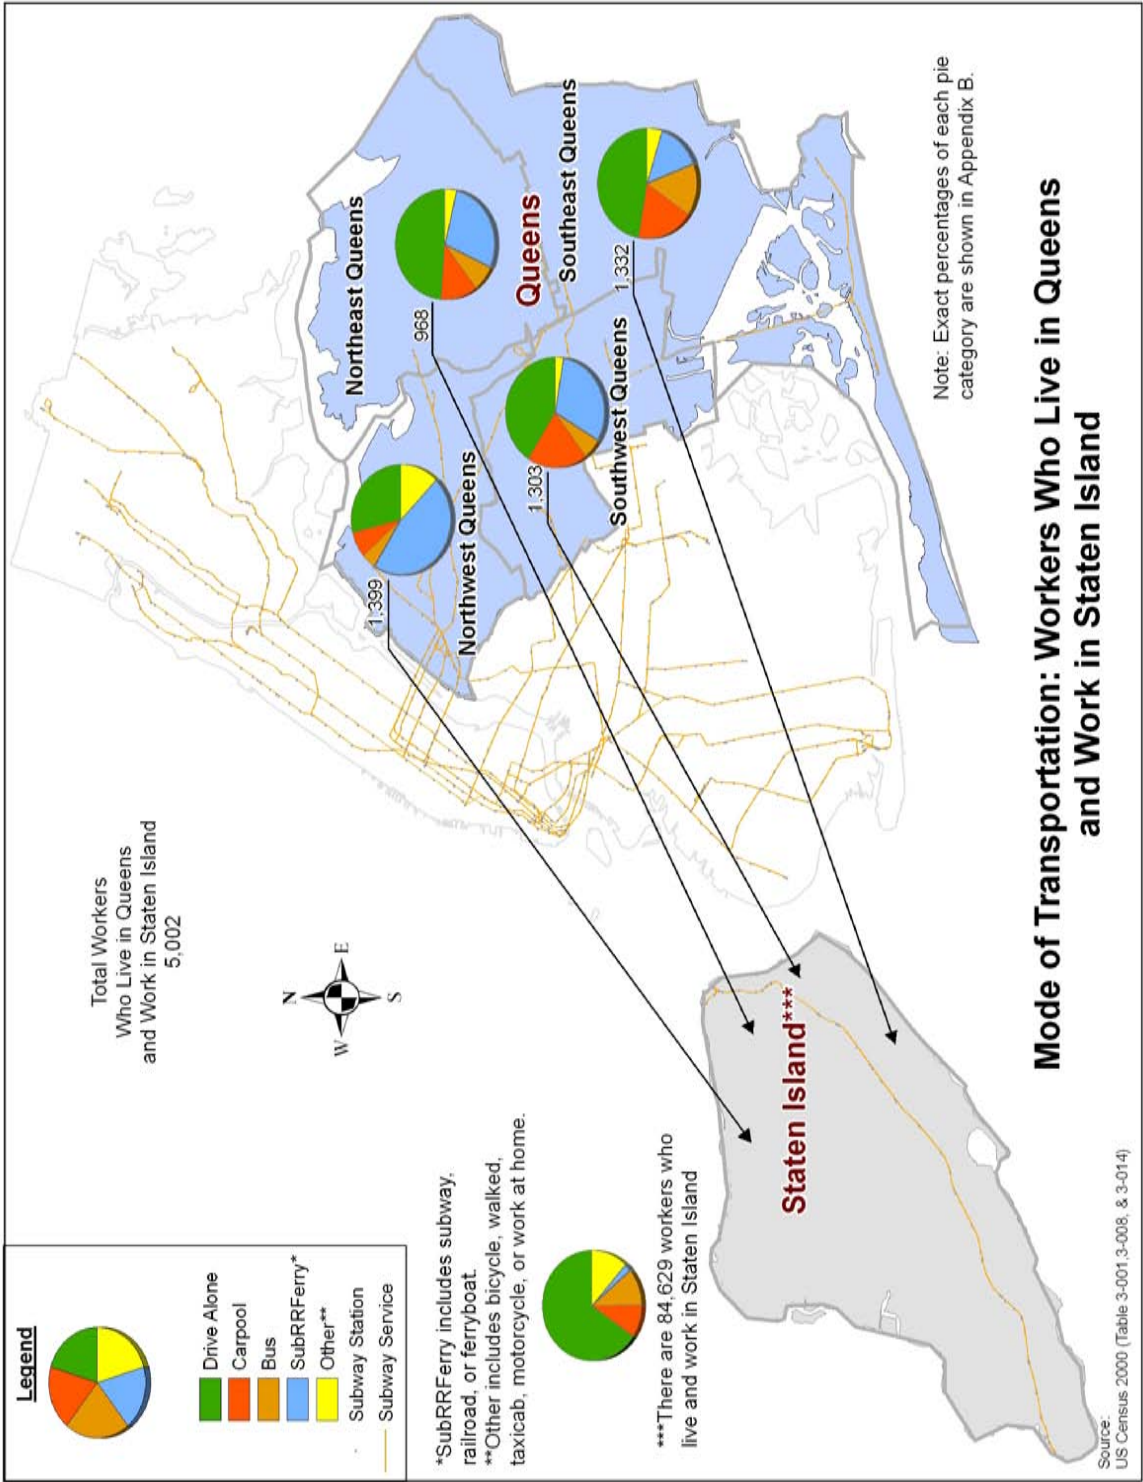 Legend
Drive Alone
Carpool
Bus
SubRRFerry*
Other**
Subway Station
Subway Service
*SubRRFerry includes subway,
railroad, or ferryboat.
**Other includes bicycle, walked,
taxicab, motorcycle, or work at home.
***There are 84,629 workers who
live and work in Staten Island
Total Workers
Who Live in Queens
and Work in Staten Island
5,002
N
W
E
S
Northeast Queens
968
Queens
Southeast Queens
1,332
Northwest Queens
1,399
Southwest Queens
1,303
Staten Island***
Note: Exact percentages of each pie
category are shown in Appendix B.
Mode of Transportation: Workers Who Live in Queens
and Work in Staten Island
Source:
US Census 2000 (Table 3-001,3-008, & 3-014)